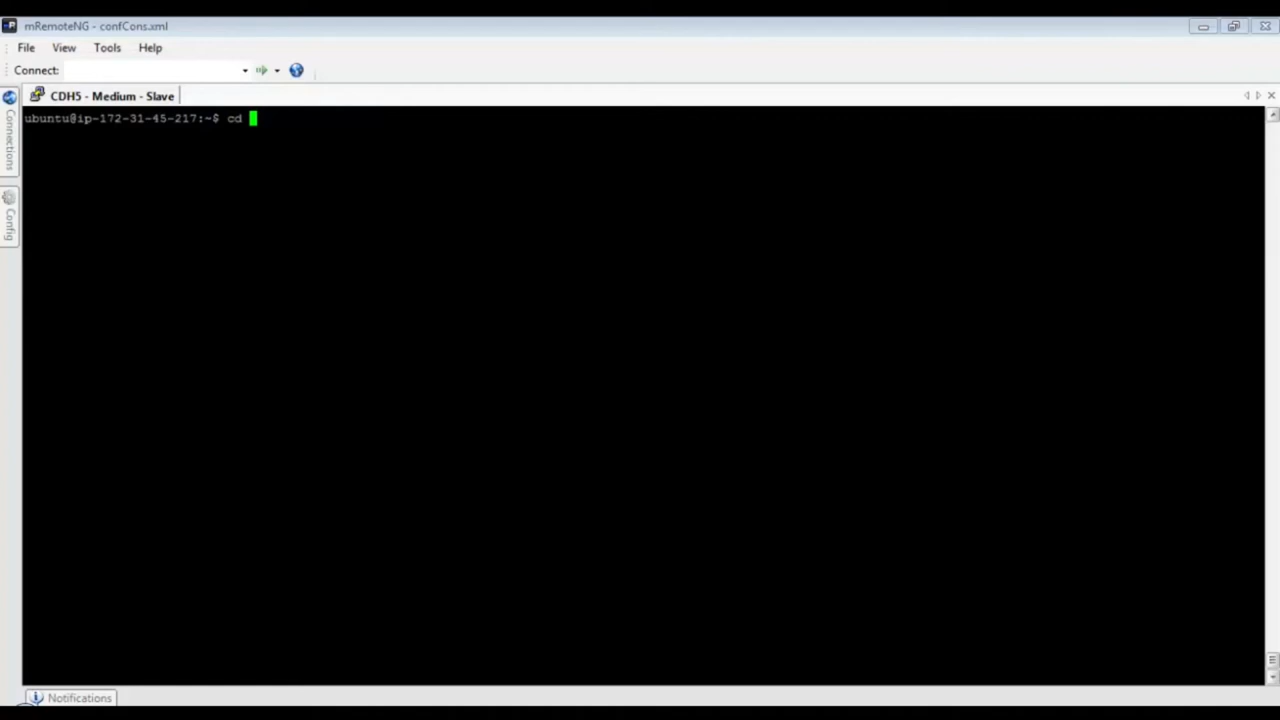 mRemoteNG - confCons.xml
File View Tools Help
Connect:
CDH5 - Medium - Slave
Connections
Config
ubuntu@ip-172-31-45-217:~$ cd
Notifications